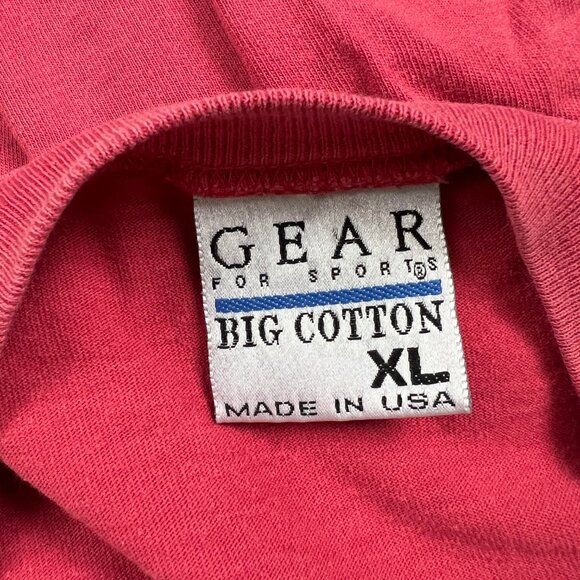 GEAR
FOR SPORTS®
BIG COTTON
XL
MADE IN USA